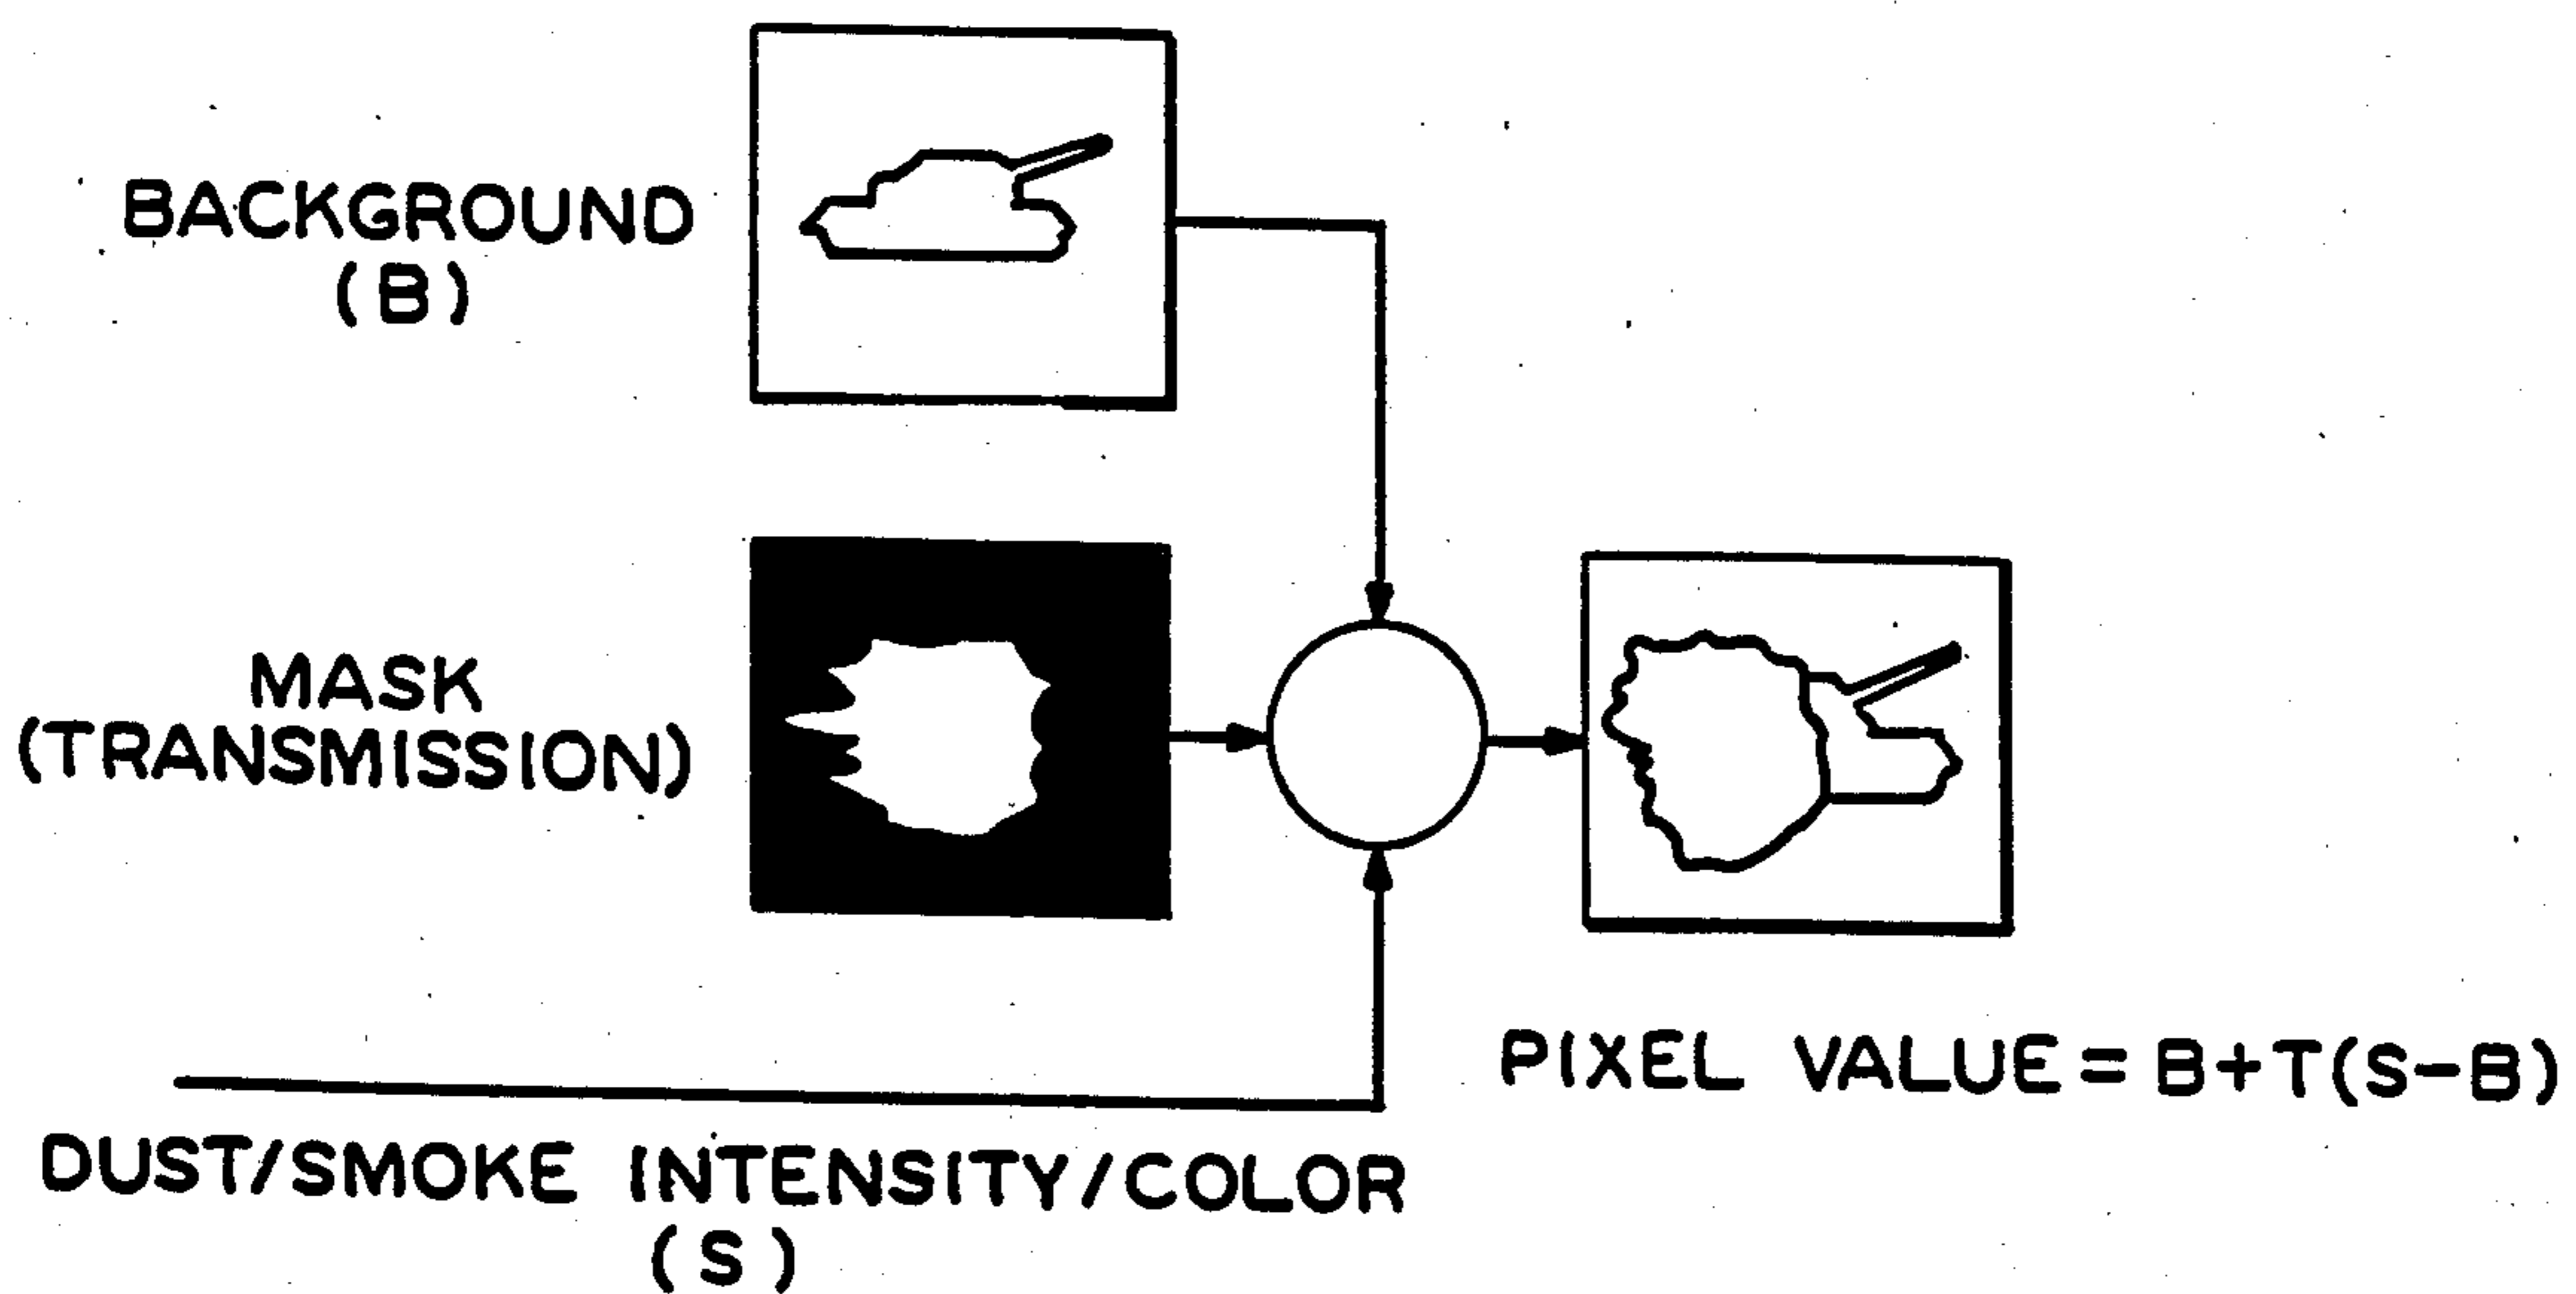 BACKGROUND
(B)
MASK
(TRANSMISSION)
PIXEL VALUE = B+T(S-B)
DUST/SMOKE INTENSITY/COLOR
(S)